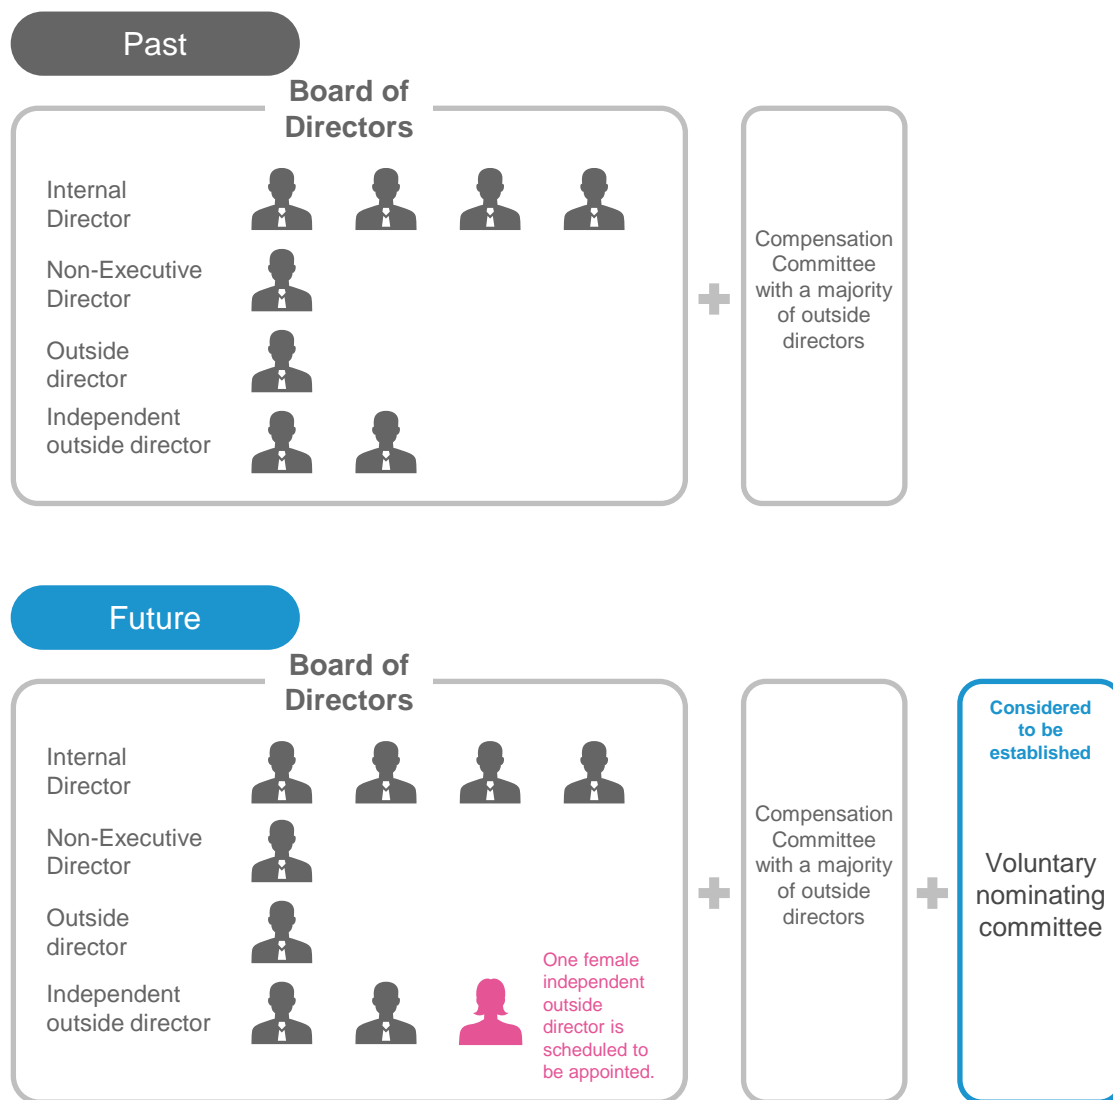 Past
Board of
Directors
Internal
Director
Non-Executive
Director
Outside
director
Independent
outside director
Compensation
Committee
with a majority
of outside
directors
Future
Board of
Directors
Internal
Director
Non-Executive
Director
Outside
director
Independent
outside director
One female
independent
outside
director is
scheduled to
be appointed.
Compensation
Committee
with a majority
of outside
directors
Considered
to be
established
Voluntary
nominating
committee